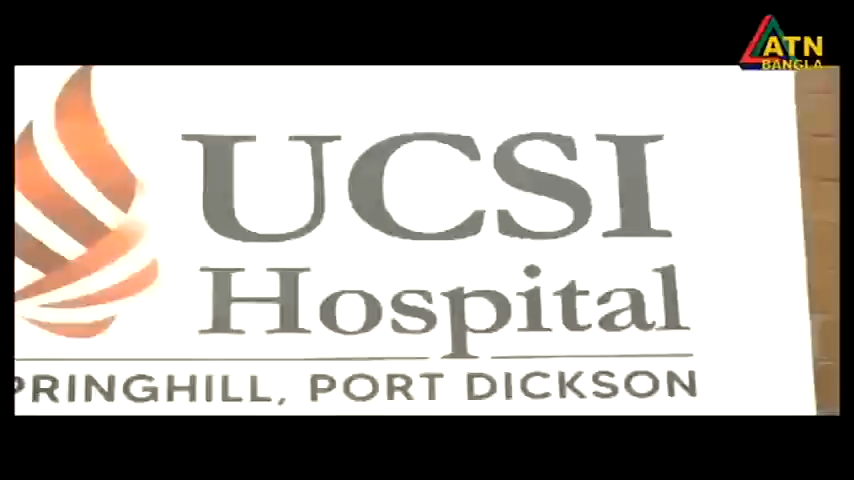 ATN
BANGLA
UCSI
Hospital
PRINGHILL, PORT DICKSON